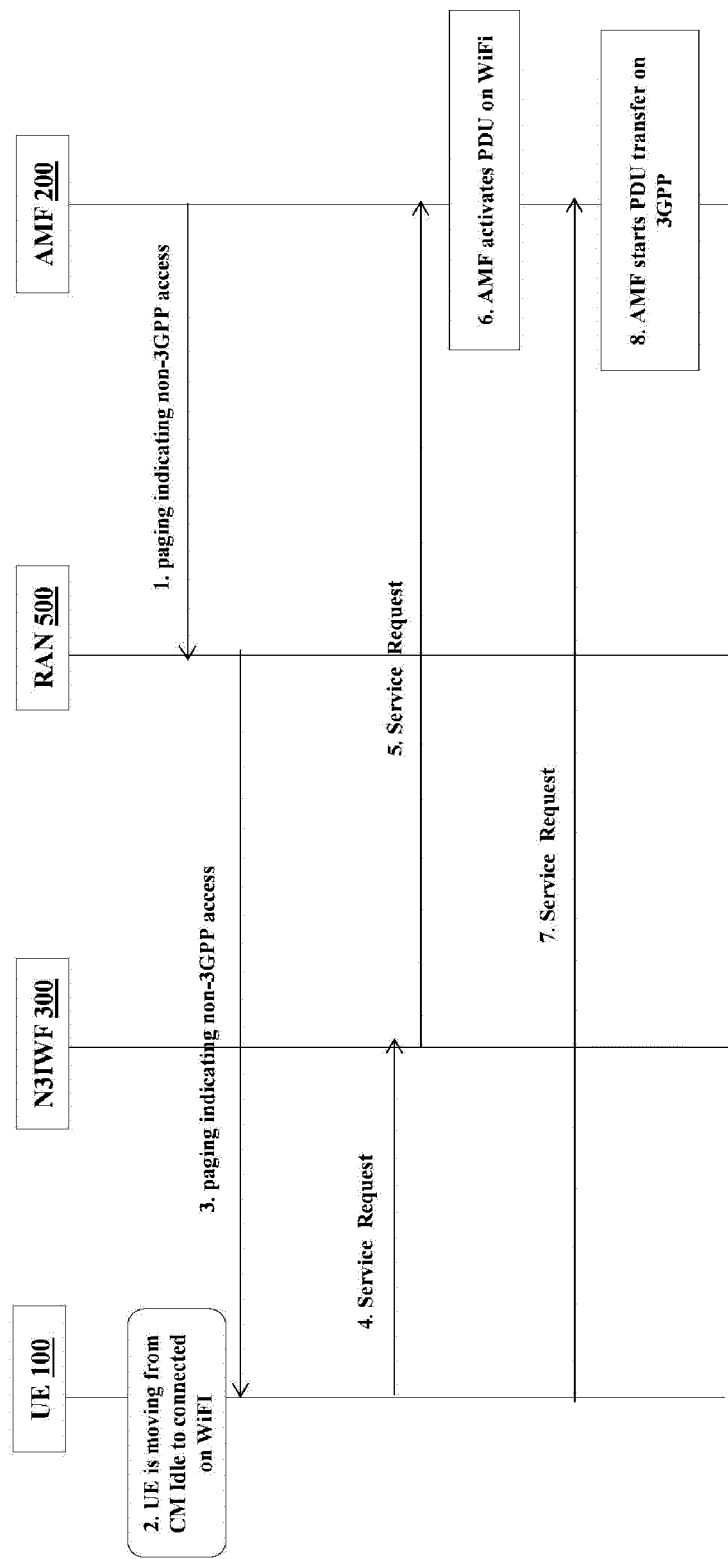 UE 100
N3IWF 300
RAN 500
AMF 200
1. paging indicating non-3GPP access
2. UE is moving from
CM Idle to connected
on WiFI
3. paging indicating non-3GPP access
4. Service Request
5. Service Request
6. AMF activates PDU on WiFi
7. Service Request
8. AMF starts PDU transfer on
3GPP